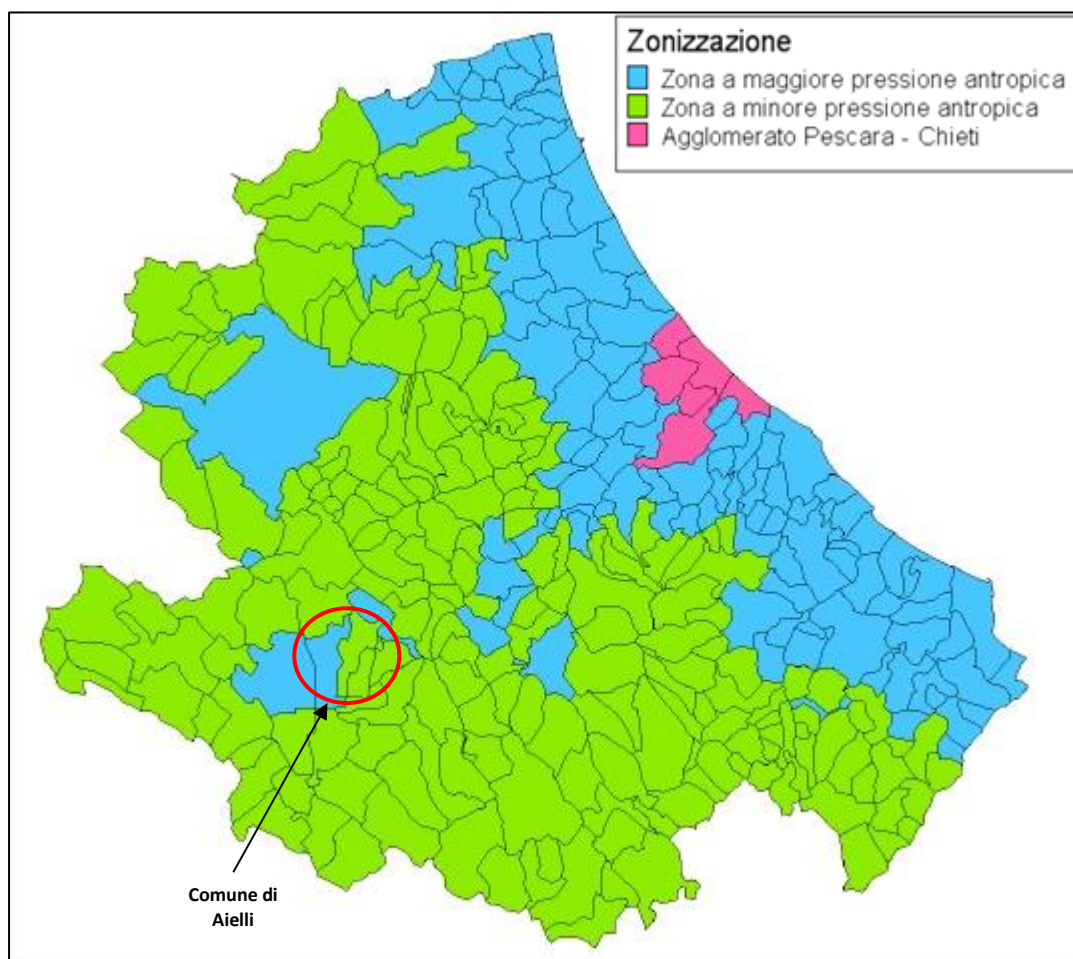 Zonizzazione
Zona a maggiore pressione antropica
Zona a minore pressione antropica
Agglomerato Pescara - Chieti
Comune di
Aielli